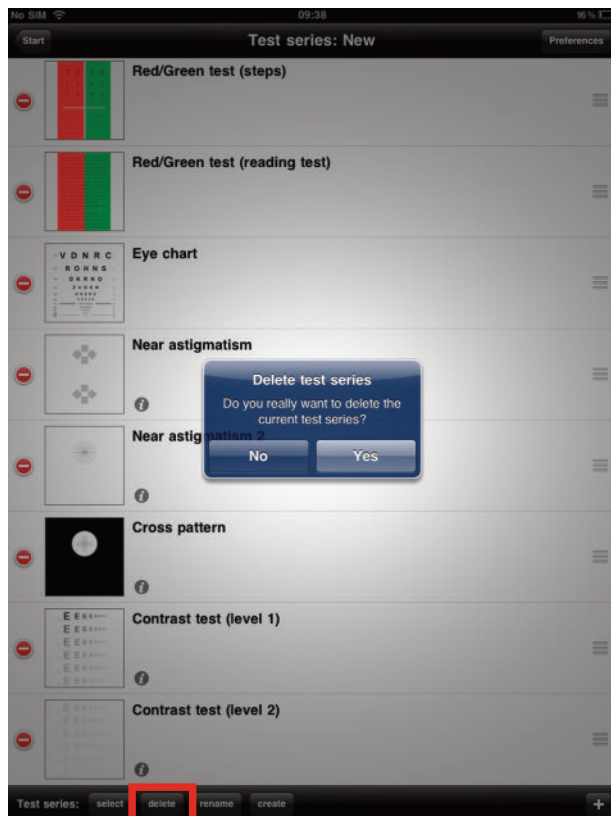 No SIM 09:38 16 %
Start Test series: New Preferences
Red/Green test (steps)
Red/Green test (reading test)
Eye chart
V D N R C
R O H N S
D K R N O
Near astigmatism
Delete test series
Do you really want to delete the
current test series?
No Yes
Near astigmatism 2
Cross pattern
Contrast test (level 1)
E E E
Contrast test (level 2)
Test series: select delete rename create +